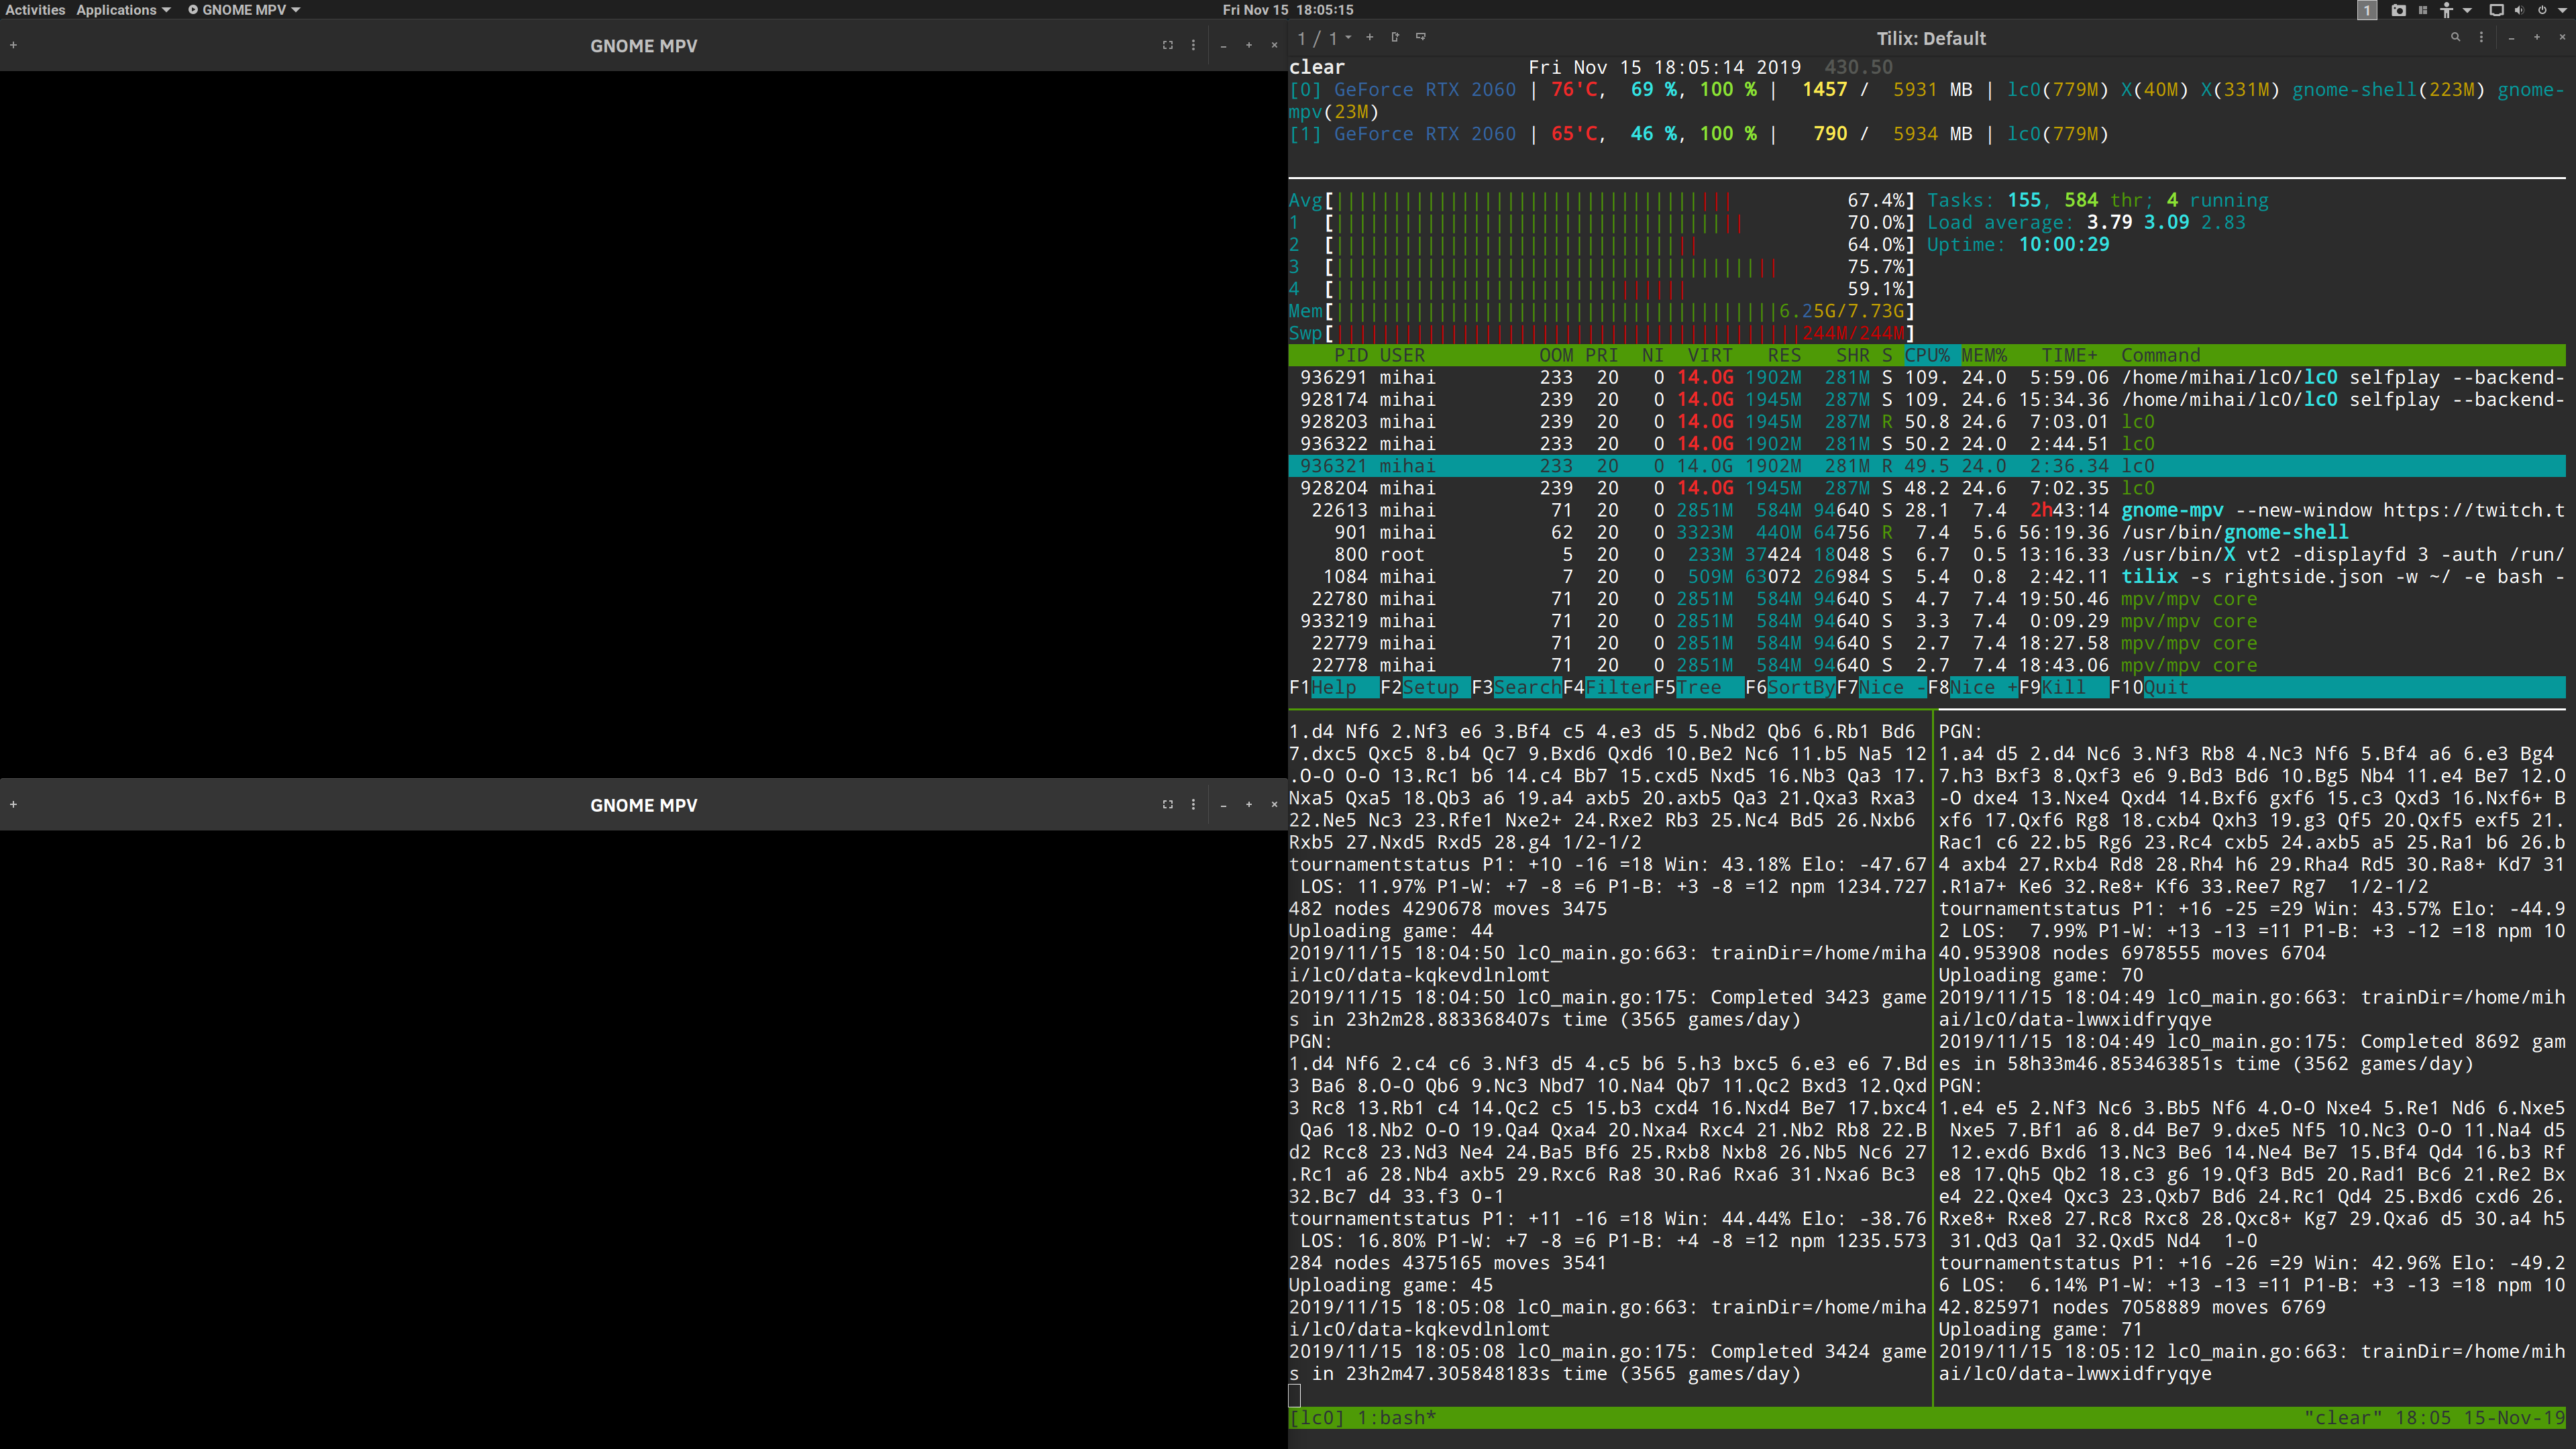 Activities Applications GNOME MPV Fri Nov 15 18:05:15 1
GNOME MPV
GNOME MPV
1 / 1 Tilix: Default
clear Fri Nov 15 18:05:14 2019 430.50
[0] GeForce RTX 2060 | 76'C, 69 %, 100 % | 1457 / 5931 MB | lc0(779M) X(40M) X(331M) gnome-shell(223M) gnome-
mpv(23M)
[1] GeForce RTX 2060 | 65'C, 46 %, 100 % | 790 / 5934 MB | lc0(779M)
Avg[ 67.4%] Tasks: 155, 584 thr; 4 running
1 [ 70.0%] Load average: 3.79 3.09 2.83
2 [ 64.0%] Uptime: 10:00:29
3 [ 75.7%]
4 [ 59.1%]
Mem[ 6.25G/7.73G]
Swp[ 244M/244M]
PID USER OOM PRI NI VIRT RES SHR S CPU% MEM% TIME+ Command
936291 mihai 233 20 0 14.0G 1902M 281M S 109. 24.0 5:59.06 /home/mihai/lc0/lc0 selfplay --backend-
928174 mihai 239 20 0 14.0G 1945M 287M S 109. 24.6 15:34.36 /home/mihai/lc0/lc0 selfplay --backend-
928203 mihai 239 20 0 14.0G 1945M 287M R 50.8 24.6 7:03.01 lc0
936322 mihai 233 20 0 14.0G 1902M 281M S 50.2 24.0 2:44.51 lc0
936321 mihai 233 20 0 14.0G 1902M 281M R 49.5 24.0 2:36.34 lc0
928204 mihai 239 20 0 14.0G 1945M 287M S 48.2 24.6 7:02.35 lc0
22613 mihai 71 20 0 2851M 584M 94640 S 28.1 7.4 2h43:14 gnome-mpv --new-window https://twitch.t
901 mihai 62 20 0 3323M 440M 64756 R 7.4 5.6 56:19.36 /usr/bin/gnome-shell
800 root 5 20 0 233M 37424 18048 S 6.7 0.5 13:16.33 /usr/bin/X vt2 -displayfd 3 -auth /run/
1084 mihai 7 20 0 509M 63072 26984 S 5.4 0.8 2:42.11 tilix -s rightside.json -w ~/ -e bash -
22780 mihai 71 20 0 2851M 584M 94640 S 4.7 7.4 19:50.46 mpv/mpv core
933219 mihai 71 20 0 2851M 584M 94640 S 3.3 7.4 0:09.29 mpv/mpv core
22779 mihai 71 20 0 2851M 584M 94640 S 2.7 7.4 18:27.58 mpv/mpv core
22778 mihai 71 20 0 2851M 584M 94640 S 2.7 7.4 18:43.06 mpv/mpv core
F1Help F2Setup F3SearchF4FilterF5Tree F6SortByF7Nice -F8Nice +F9Kill F10Quit
1.d4 Nf6 2.Nf3 e6 3.Bf4 c5 4.e3 d5 5.Nbd2 Qb6 6.Rb1 Bd6
7.dxc5 Qxc5 8.b4 Qc7 9.Bxd6 Qxd6 10.Be2 Nc6 11.b5 Na5 12
.O-O O-O 13.Rc1 b6 14.c4 Bb7 15.cxd5 Nxd5 16.Nb3 Qa3 17.
Nxa5 Qxa5 18.Qb3 a6 19.a4 axb5 20.axb5 Qa3 21.Qxa3 Rxa3
22.Ne5 Nc3 23.Rfe1 Nxe2+ 24.Rxe2 Rb3 25.Nc4 Bd5 26.Nxb6
Rxb5 27.Nxd5 Rxd5 28.g4 1/2-1/2
tournamentstatus P1: +10 -16 =18 Win: 43.18% Elo: -47.67
LOS: 11.97% P1-W: +7 -8 =6 P1-B: +3 -8 =12 npm 1234.727
482 nodes 4290678 moves 3475
Uploading game: 44
2019/11/15 18:04:50 lc0_main.go:663: trainDir=/home/miha
i/lc0/data-kqkevdlnlomt
2019/11/15 18:04:50 lc0_main.go:175: Completed 3423 game
s in 23h2m28.883368407s time (3565 games/day)
PGN:
1.d4 Nf6 2.c4 c6 3.Nf3 d5 4.c5 b6 5.h3 bxc5 6.e3 e6 7.Bd
3 Ba6 8.O-O Qb6 9.Nc3 Nbd7 10.Na4 Qb7 11.Qc2 Bxd3 12.Qxd
3 Rc8 13.Rb1 c4 14.Qc2 c5 15.b3 cxd4 16.Nxd4 Be7 17.bxc4
Qa6 18.Nb2 O-O 19.Qa4 Qxa4 20.Nxa4 Rxc4 21.Nb2 Rb8 22.B
d2 Rcc8 23.Nd3 Ne4 24.Ba5 Bf6 25.Rxb8 Nxb8 26.Nb5 Nc6 27
.Rc1 a6 28.Nb4 axb5 29.Rxc6 Ra8 30.Ra6 Rxa6 31.Nxa6 Bc3
32.Bc7 d4 33.f3 0-1
tournamentstatus P1: +11 -16 =18 Win: 44.44% Elo: -38.76
LOS: 16.80% P1-W: +7 -8 =6 P1-B: +4 -8 =12 npm 1235.573
284 nodes 4375165 moves 3541
Uploading game: 45
2019/11/15 18:05:08 lc0_main.go:663: trainDir=/home/miha
i/lc0/data-kqkevdlnlomt
2019/11/15 18:05:08 lc0_main.go:175: Completed 3424 game
s in 23h2m47.305848183s time (3565 games/day)
PGN:
1.a4 d5 2.d4 Nc6 3.Nf3 Rb8 4.Nc3 Nf6 5.Bf4 a6 6.e3 Bg4
7.h3 Bxf3 8.Qxf3 e6 9.Bd3 Bd6 10.Bg5 Nb4 11.e4 Be7 12.O
-O dxe4 13.Nxe4 Qxd4 14.Bxf6 gxf6 15.c3 Qxd3 16.Nxf6+ B
xf6 17.Qxf6 Rg8 18.cxb4 Qxh3 19.g3 Qf5 20.Qxf5 exf5 21.
Rac1 c6 22.b5 Rg6 23.Rc4 cxb5 24.axb5 a5 25.Ra1 b6 26.b
4 axb4 27.Rxb4 Rd8 28.Rh4 h6 29.Rha4 Rd5 30.Ra8+ Kd7 31
.R1a7+ Ke6 32.Re8+ Kf6 33.Ree7 Rg7 1/2-1/2
tournamentstatus P1: +16 -25 =29 Win: 43.57% Elo: -44.9
2 LOS: 7.99% P1-W: +13 -13 =11 P1-B: +3 -12 =18 npm 10
40.953908 nodes 6978555 moves 6704
Uploading game: 70
2019/11/15 18:04:49 lc0_main.go:663: trainDir=/home/mih
ai/lc0/data-lwwxidfryqye
2019/11/15 18:04:49 lc0_main.go:175: Completed 8692 gam
es in 58h33m46.853463851s time (3562 games/day)
PGN:
1.e4 e5 2.Nf3 Nc6 3.Bb5 Nf6 4.O-O Nxe4 5.Re1 Nd6 6.Nxe5
Nxe5 7.Bf1 a6 8.d4 Be7 9.dxe5 Nf5 10.Nc3 O-O 11.Na4 d5
12.exd6 Bxd6 13.Nc3 Be6 14.Ne4 Be7 15.Bf4 Qd4 16.b3 Rf
e8 17.Qh5 Qb2 18.c3 g6 19.Qf3 Bd5 20.Rad1 Bc6 21.Re2 Bx
e4 22.Qxe4 Qxc3 23.Qxb7 Bd6 24.Rc1 Qd4 25.Bxd6 cxd6 26.
Rxe8+ Rxe8 27.Rc8 Rxc8 28.Qxc8+ Kg7 29.Qxa6 d5 30.a4 h5
31.Qd3 Qa1 32.Qxd5 Nd4 1-0
tournamentstatus P1: +16 -26 =29 Win: 42.96% Elo: -49.2
6 LOS: 6.14% P1-W: +13 -13 =11 P1-B: +3 -13 =18 npm 10
42.825971 nodes 7058889 moves 6769
Uploading game: 71
2019/11/15 18:05:12 lc0_main.go:663: trainDir=/home/mih
ai/lc0/data-lwwxidfryqye
[lc0] 1:bash* "clear" 18:05 15-Nov-19